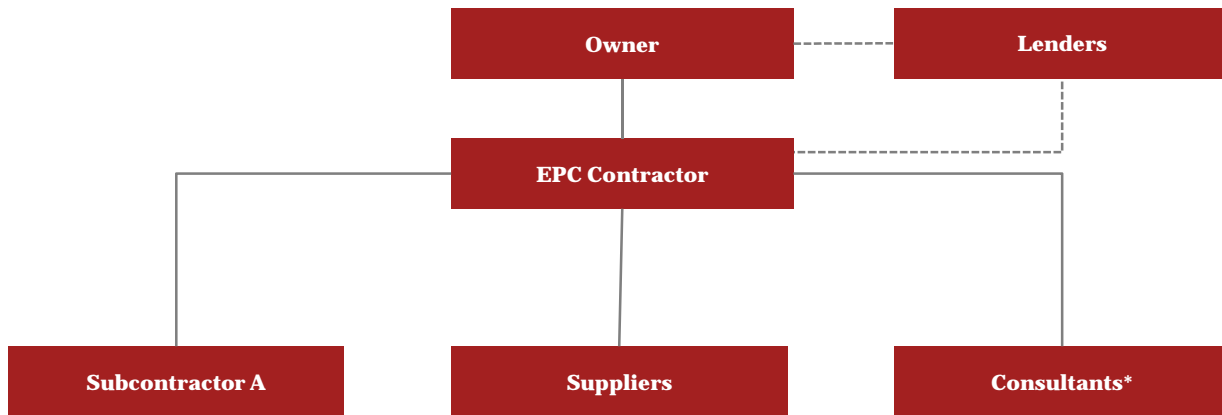 Owner
Lenders
EPC Contractor
Subcontractor A
Suppliers
Consultants*